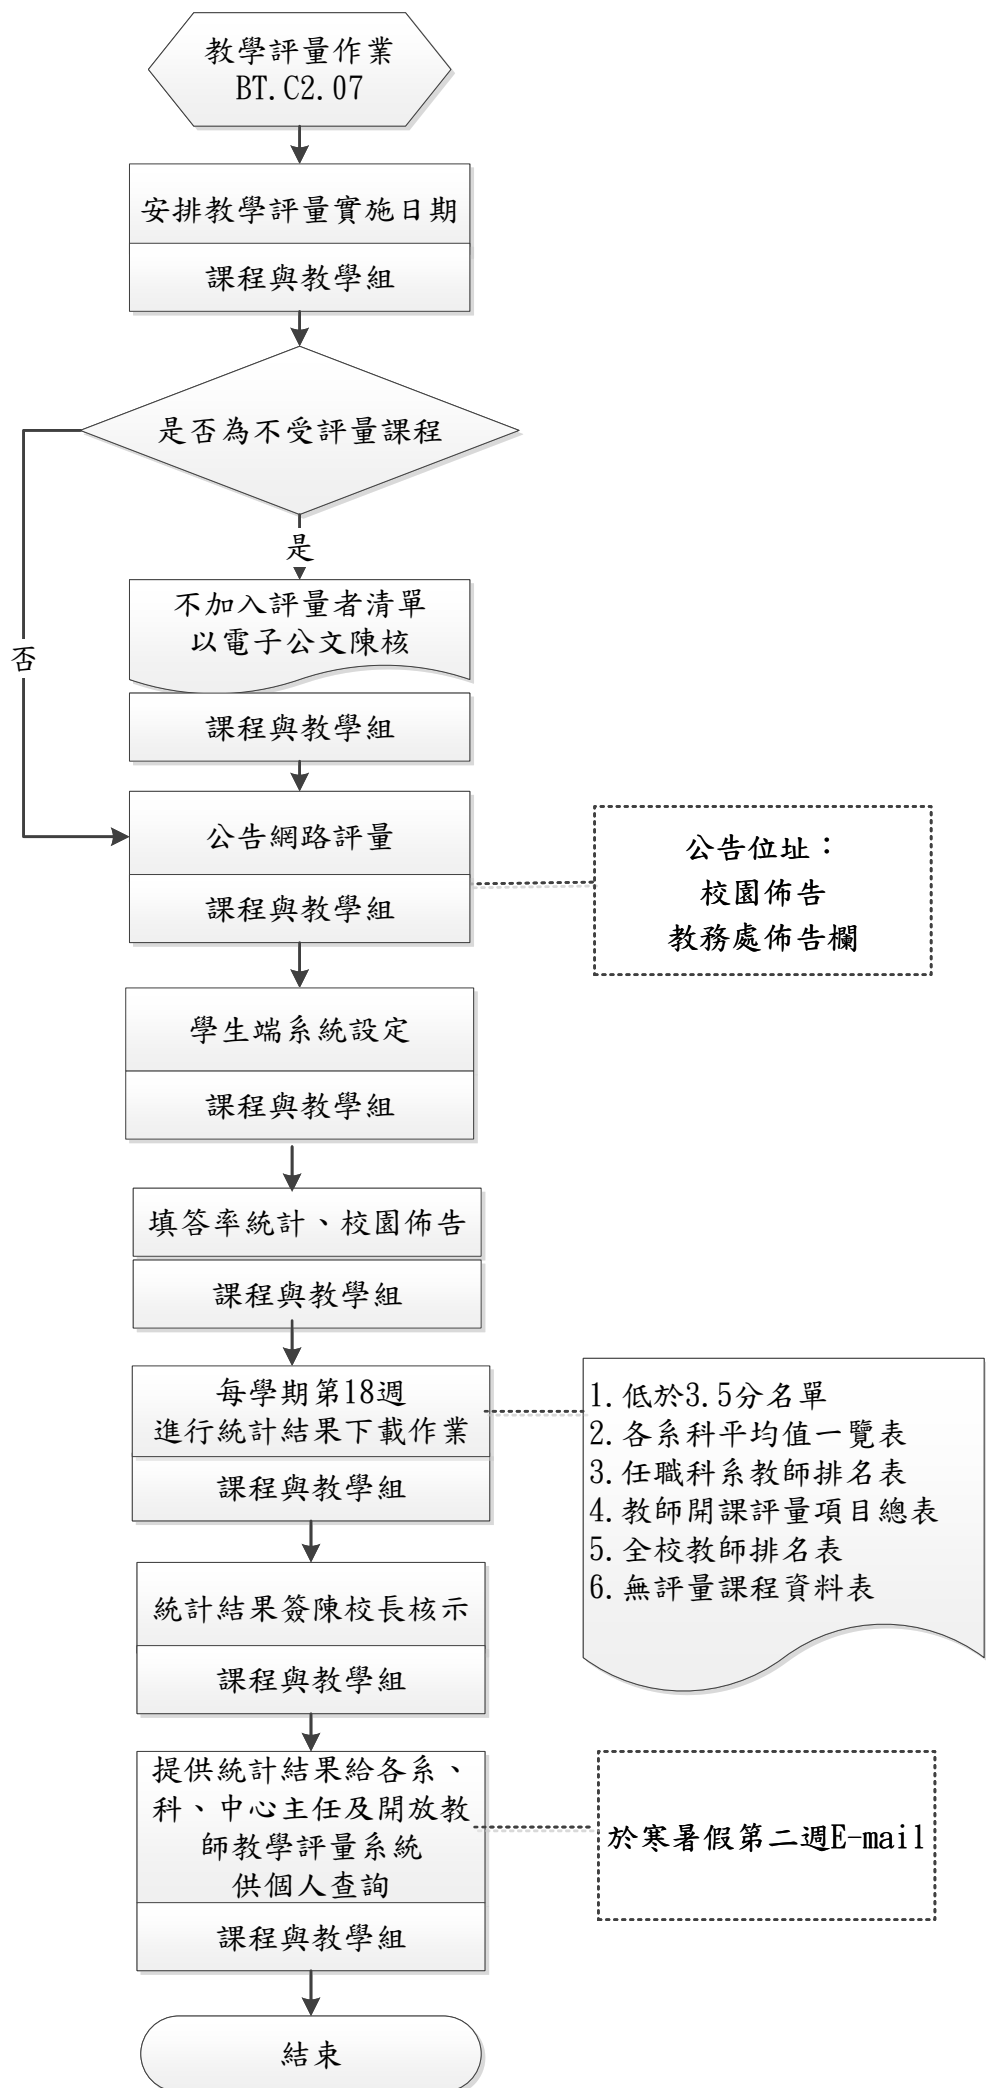 教學評量作業
BT.C2.07
安排教學評量實施日期
課程與教學組
是否為不受評量課程
是
否
不加入評量者清單
以電子公文陳核
課程與教學組
公告網路評量
課程與教學組
公告位址：
校園佈告
教務處佈告欄
學生端系統設定
課程與教學組
填答率統計、校園佈告
課程與教學組
每學期第18週
進行統計結果下載作業
課程與教學組
1.低於3.5分名單
2.各系科平均值一覽表
3.任職科系教師排名表
4.教師開課評量項目總表
5.全校教師排名表
6.無評量課程資料表
統計結果簽陳校長核示
課程與教學組
提供統計結果給各系、
科、中心主任及開放教
師教學評量系統
供個人查詢
課程與教學組
於寒暑假第二週E-mail
結束